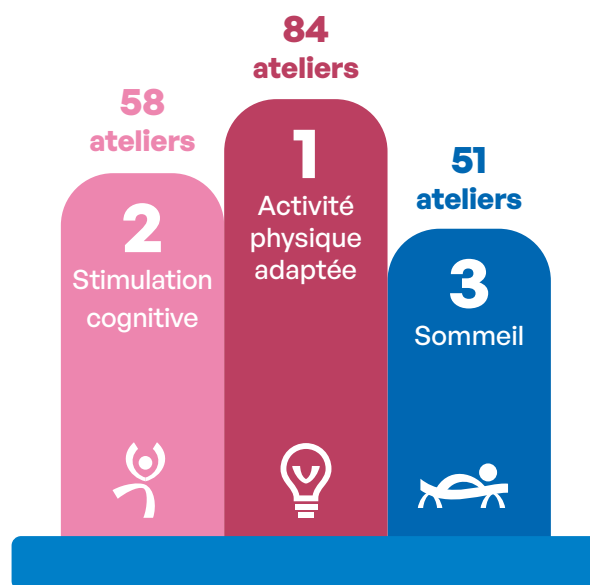 84
ateliers
58
ateliers
51
ateliers
1
Activité
physique
adaptée
2
Stimulation
cognitive
3
Sommeil